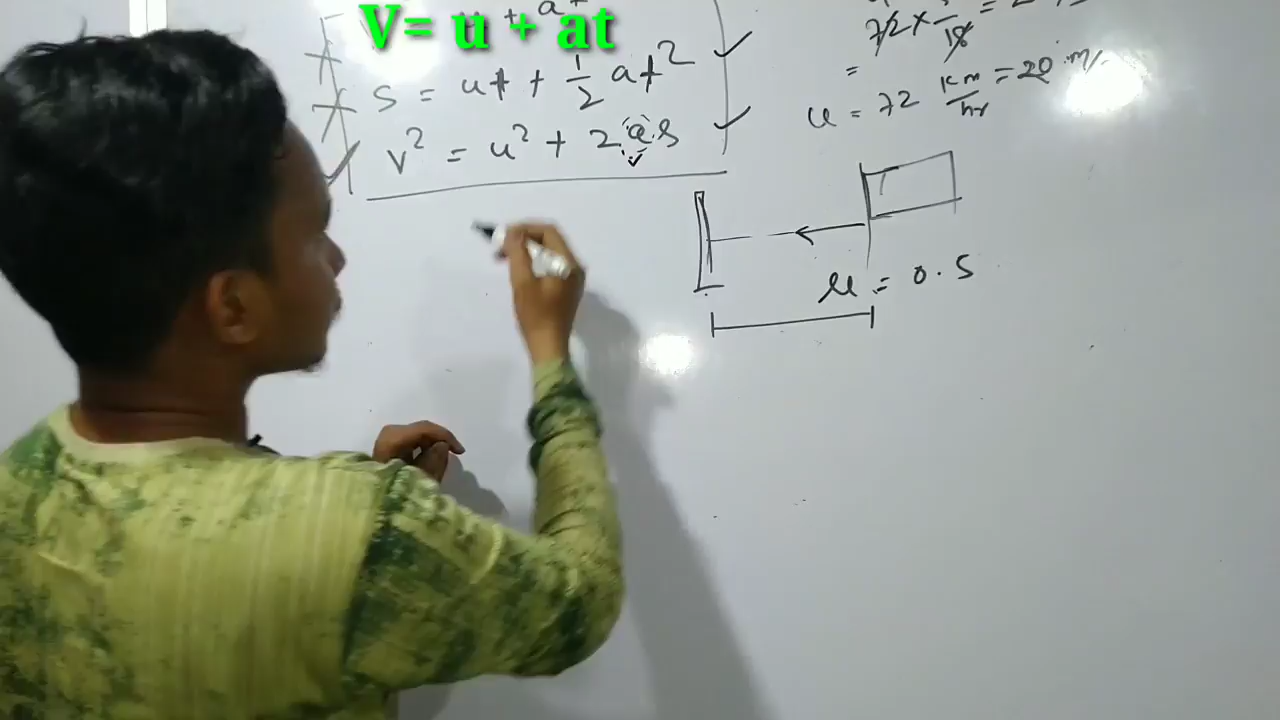 V= u + at
s = ut + 1/2 at²
v² = u² + 2as
72 × 5/18 =
=
u = 72 km/hr = 20 m/
μ = 0.5